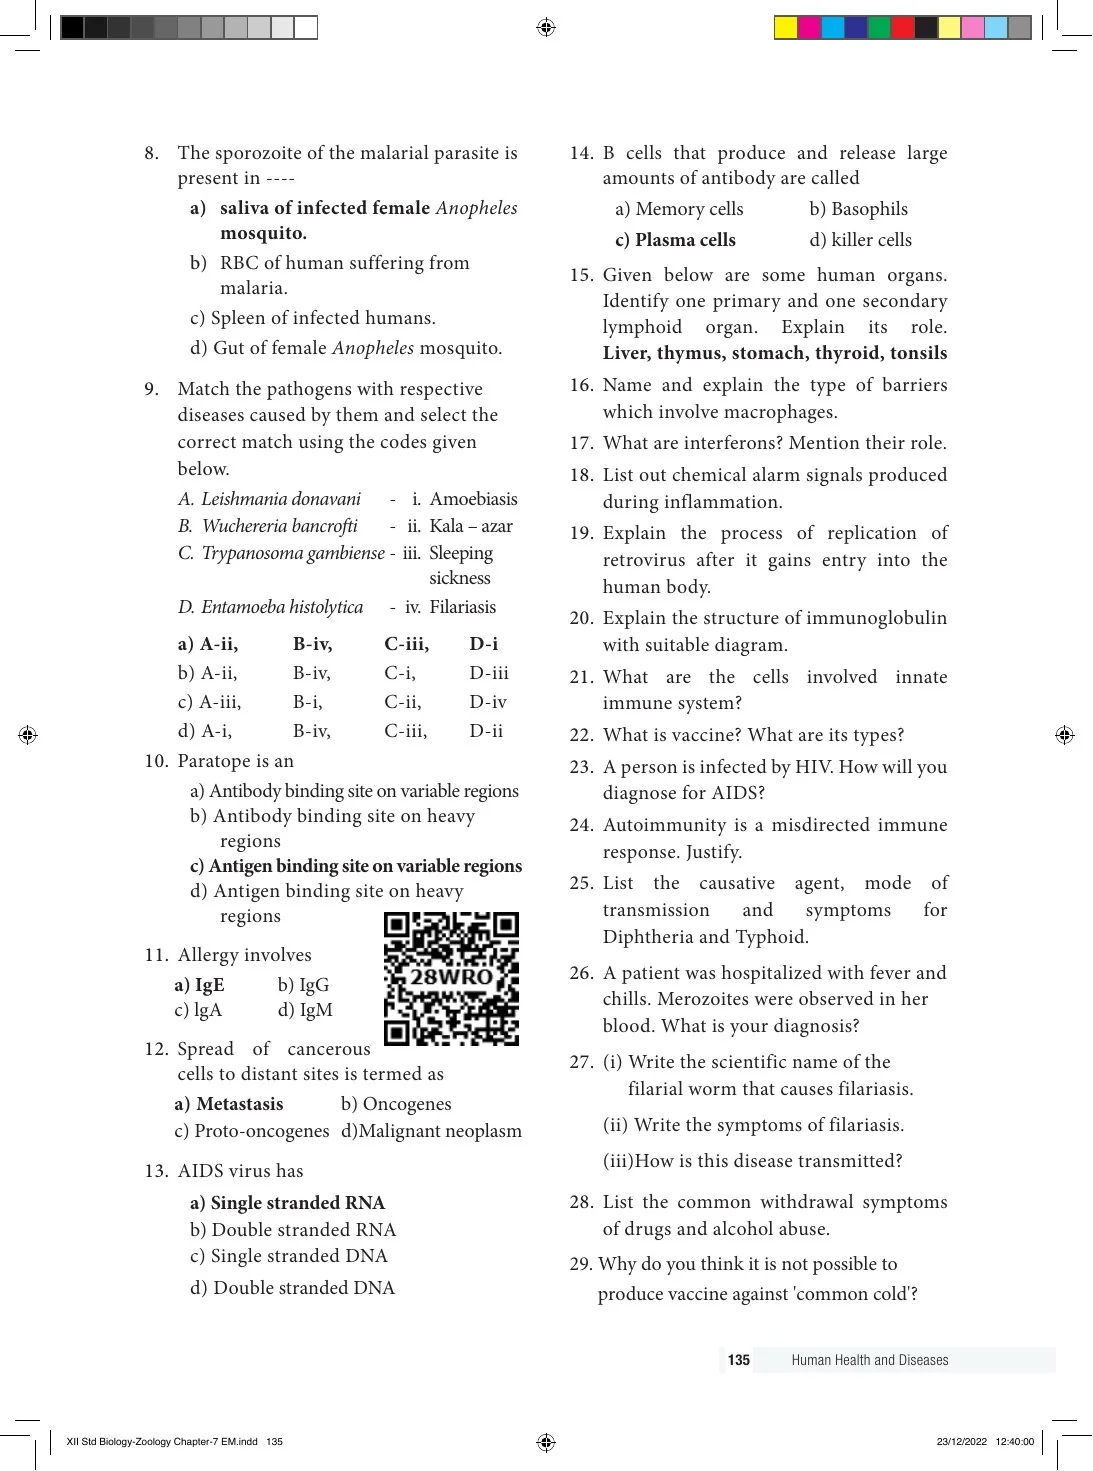 8. The sporozoite of the malarial parasite is
present in ----
a) saliva of infected female Anopheles
mosquito.
b) RBC of human suffering from
malaria.
c) Spleen of infected humans.
d) Gut of female Anopheles mosquito.
9. Match the pathogens with respective
diseases caused by them and select the
correct match using the codes given
below.
A. Leishmania donavani - i. Amoebiasis
B. Wuchereria bancrofti - ii. Kala – azar
C. Trypanosoma gambiense - iii. Sleeping
sickness
D. Entamoeba histolytica - iv. Filariasis
a) A-ii, B-iv, C-iii, D-i
b) A-ii, B-iv, C-i, D-iii
c) A-iii, B-i, C-ii, D-iv
d) A-i, B-iv, C-iii, D-ii
10. Paratope is an
a) Antibody binding site on variable regions
b) Antibody binding site on heavy
regions
c) Antigen binding site on variable regions
d) Antigen binding site on heavy
regions
28WRO
11. Allergy involves
a) IgE b) IgG
c) lgA d) IgM
12. Spread of cancerous
cells to distant sites is termed as
a) Metastasis b) Oncogenes
c) Proto-oncogenes d)Malignant neoplasm
13. AIDS virus has
a) Single stranded RNA
b) Double stranded RNA
c) Single stranded DNA
d) Double stranded DNA
14. B cells that produce and release large
amounts of antibody are called
a) Memory cells b) Basophils
c) Plasma cells d) killer cells
15. Given below are some human organs.
Identify one primary and one secondary
lymphoid organ. Explain its role.
Liver, thymus, stomach, thyroid, tonsils
16. Name and explain the type of barriers
which involve macrophages.
17. What are interferons? Mention their role.
18. List out chemical alarm signals produced
during inflammation.
19. Explain the process of replication of
retrovirus after it gains entry into the
human body.
20. Explain the structure of immunoglobulin
with suitable diagram.
21. What are the cells involved innate
immune system?
22. What is vaccine? What are its types?
23. A person is infected by HIV. How will you
diagnose for AIDS?
24. Autoimmunity is a misdirected immune
response. Justify.
25. List the causative agent, mode of
transmission and symptoms for
Diphtheria and Typhoid.
26. A patient was hospitalized with fever and
chills. Merozoites were observed in her
blood. What is your diagnosis?
27. (i) Write the scientific name of the
filarial worm that causes filariasis.
(ii) Write the symptoms of filariasis.
(iii)How is this disease transmitted?
28. List the common withdrawal symptoms
of drugs and alcohol abuse.
29. Why do you think it is not possible to
produce vaccine against 'common cold'?
135 Human Health and Diseases
XII Std Biology-Zoology Chapter-7 EM.indd 135 23/12/2022 12:40:00